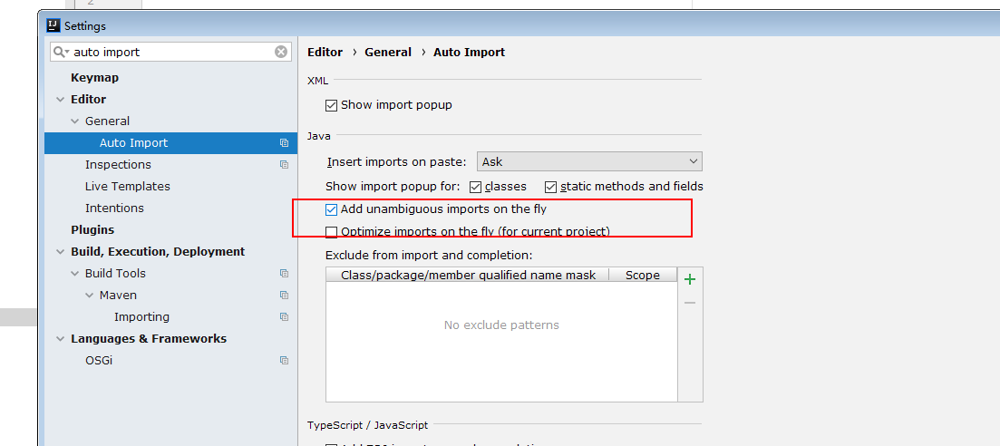 2
Settings
auto import
Keymap
Editor
General
Auto Import
Inspections
Live Templates
Intentions
Plugins
Build, Execution, Deployment
Build Tools
Maven
Importing
Languages & Frameworks
OSGi
Editor › General › Auto Import
XML
Show import popup
Java
Insert imports on paste: Ask
Show import popup for: classes static methods and fields
Add unambiguous imports on the fly
Optimize imports on the fly (for current project)
Exclude from import and completion:
Class/package/member qualified name mask Scope
No exclude patterns
TypeScript / JavaScript